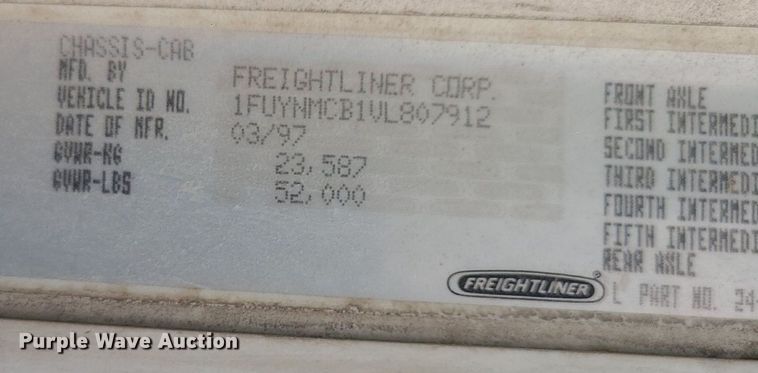 CHASSIS-CAB
MFD. BY FREIGHTLINER CORP.
VEHICLE ID NO. 1FUYNMCB1VL807912
DATE OF MFR. 03/97
GVWR-KG 23,587
GVWR-LBS 52,000
FRONT AXLE
FIRST INTERMEDI
SECOND INTERMED
THIRD INTERMEDI
FOURTH INTERMED
FIFTH INTERMEDI
REAR AXLE
FREIGHTLINER®
L PART NO. 24-
Purple Wave Auction